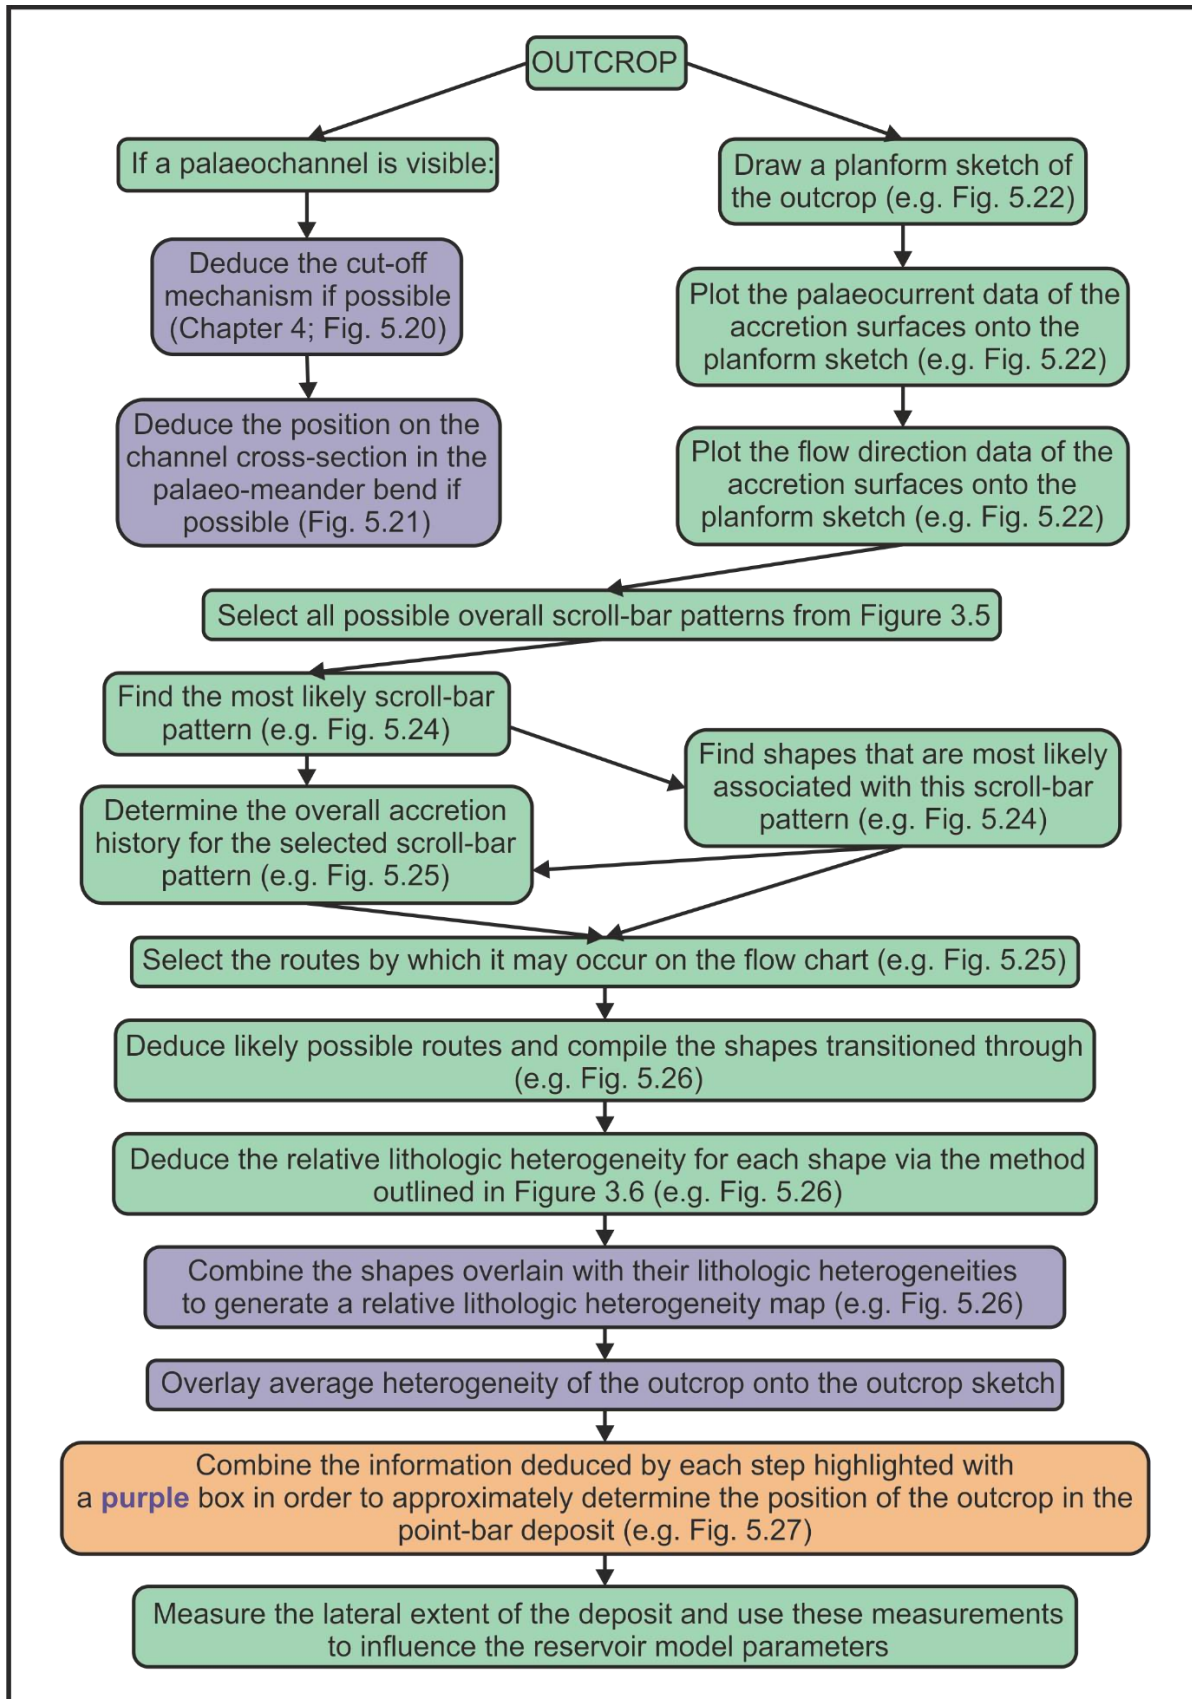 OUTCROP
If a palaeochannel is visible:
Deduce the cut-off
mechanism if possible
(Chapter 4; Fig. 5.20)
Deduce the position on the
channel cross-section in the
palaeo-meander bend if
possible (Fig. 5.21)
Draw a planform sketch of
the outcrop (e.g. Fig. 5.22)
Plot the palaeocurrent data of the
accretion surfaces onto the
planform sketch (e.g. Fig. 5.22)
Plot the flow direction data of the
accretion surfaces onto the
planform sketch (e.g. Fig. 5.22)
Select all possible overall scroll-bar patterns from Figure 3.5
Find the most likely scroll-bar
pattern (e.g. Fig. 5.24)
Find shapes that are most likely
associated with this scroll-bar
pattern (e.g. Fig. 5.24)
Determine the overall accretion
history for the selected scroll-bar
pattern (e.g. Fig. 5.25)
Select the routes by which it may occur on the flow chart (e.g. Fig. 5.25)
Deduce likely possible routes and compile the shapes transitioned through
(e.g. Fig. 5.26)
Deduce the relative lithologic heterogeneity for each shape via the method
outlined in Figure 3.6 (e.g. Fig. 5.26)
Combine the shapes overlain with their lithologic heterogeneities
to generate a relative lithologic heterogeneity map (e.g. Fig. 5.26)
Overlay average heterogeneity of the outcrop onto the outcrop sketch
Combine the information deduced by each step highlighted with
a purple box in order to approximately determine the position of the outcrop in the
point-bar deposit (e.g. Fig. 5.27)
Measure the lateral extent of the deposit and use these measurements
to influence the reservoir model parameters